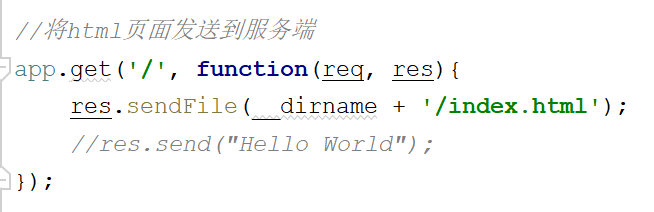 //将html页面发送到服务端
app.get('/', function(req, res){
    res.sendFile(__dirname + '/index.html');
    //res.send("Hello World");
});